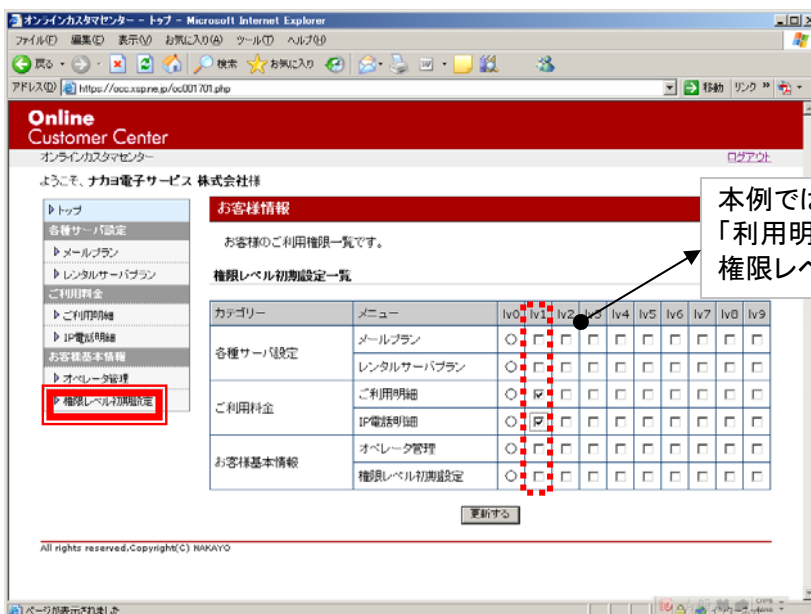 オンラインカスタマセンター - トップ - Microsoft Internet Explorer
ファイル(F) 編集(E) 表示(V) お気に入り(A) ツール(T) ヘルプ(H)
戻る 検索 お気に入り
アドレス(D) https://occ.xsp.ne.jp/oc001701.php 移動 リンク »
Online
Customer Center
オンラインカスタマセンター ログアウト
ようこそ、ナカヨ電子サービス 株式会社様
トップ
各種サーバ設定
メールプラン
レンタルサーバプラン
ご利用料金
ご利用明細
IP電話明細
お客様基本情報
オペレータ管理
権限レベル初期設定
お客様情報
お客様のご利用権限一覧です。
権限レベル初期設定一覧
カテゴリー メニュー lv0 lv1 lv2 lv3 lv4 lv5 lv6 lv7 lv8 lv9
各種サーバ設定 メールプラン
レンタルサーバプラン
ご利用料金 ご利用明細
IP電話明細
お客様基本情報 オペレータ管理
権限レベル初期設定
更新する
本例では
「利用明
権限レベ
All rights reserved.Copyright(C) NAKAYO
ページが表示されました